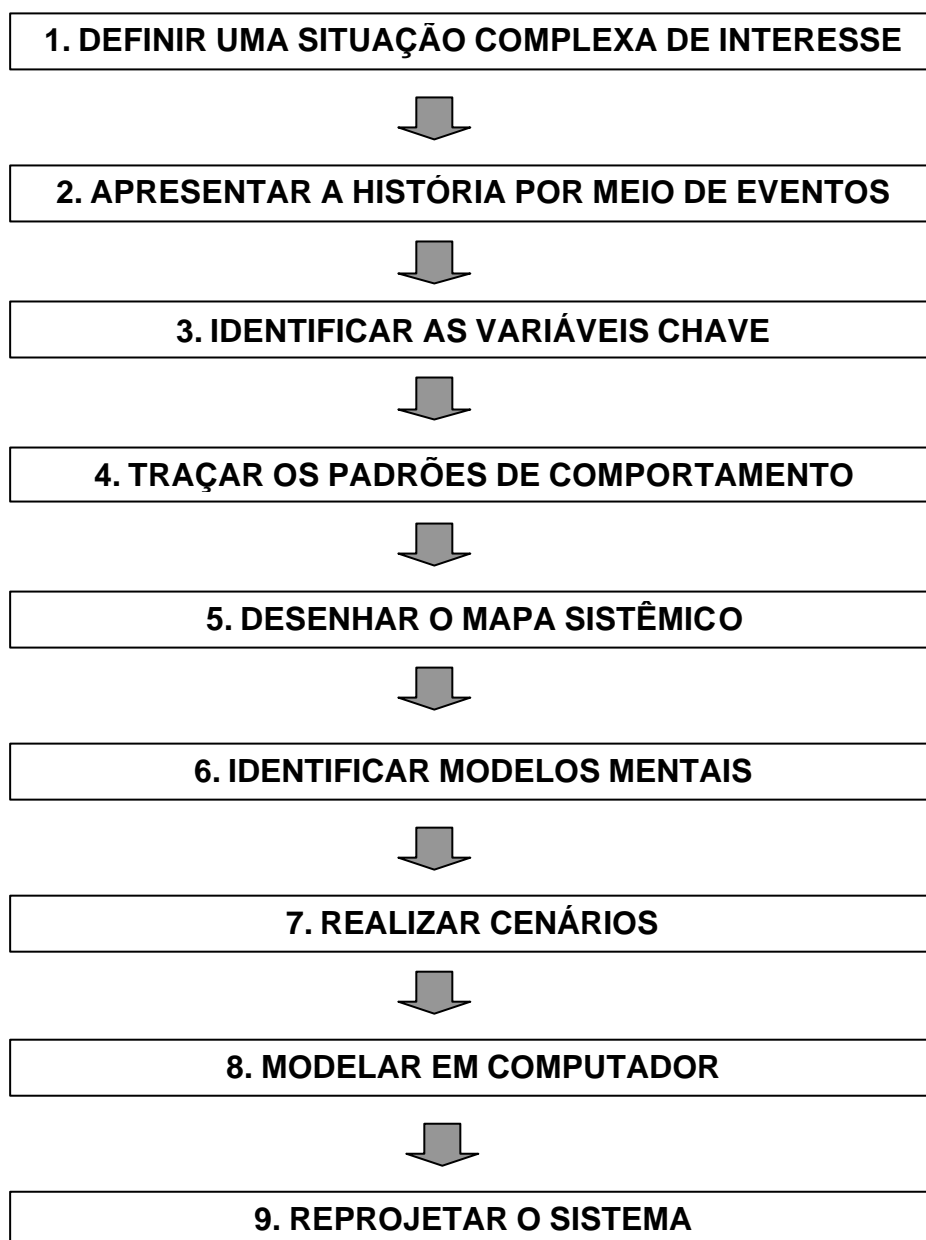 1. DEFINIR UMA SITUAÇÃO COMPLEXA DE INTERESSE
2. APRESENTAR A HISTÓRIA POR MEIO DE EVENTOS
3. IDENTIFICAR AS VARIÁVEIS CHAVE
4. TRAÇAR OS PADRÕES DE COMPORTAMENTO
5. DESENHAR O MAPA SISTÊMICO
6. IDENTIFICAR MODELOS MENTAIS
7. REALIZAR CENÁRIOS
8. MODELAR EM COMPUTADOR
9. REPROJETAR O SISTEMA